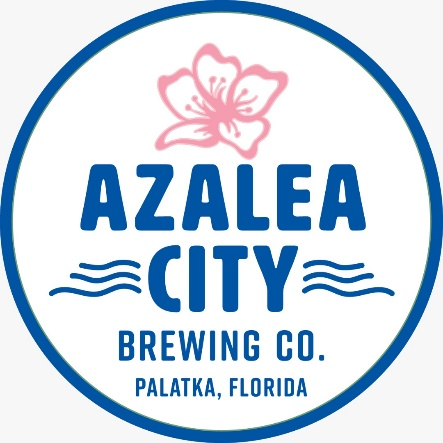 AZALEA
CITY
BREWING CO.
PALATKA, FLORIDA